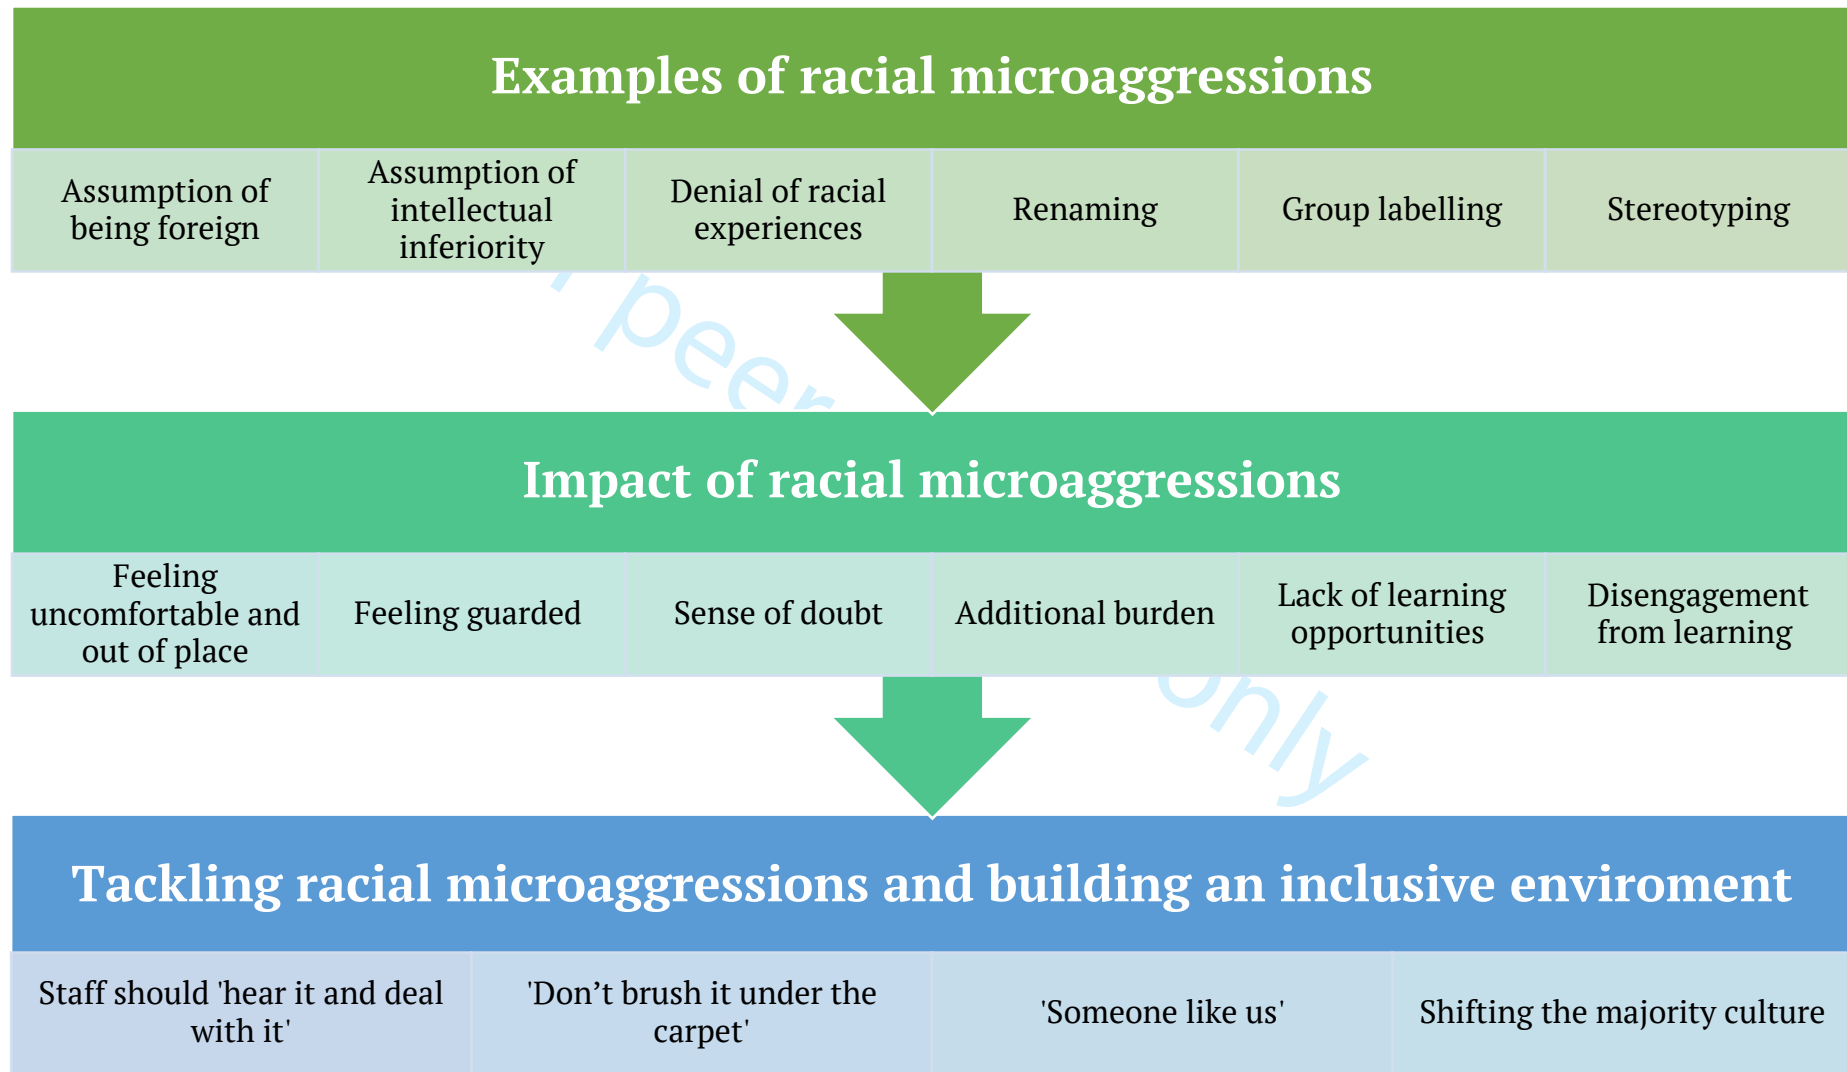 Examples of racial microaggressions
Assumption of
being foreign
Assumption of
intellectual
inferiority
Denial of racial
experiences
Renaming
Group labelling
Stereotyping
peer
Impact of racial microaggressions
Feeling
uncomfortable and
out of place
Feeling guarded
Sense of doubt
Additional burden
Lack of learning
opportunities
Disengagement
from learning
only
Tackling racial microaggressions and building an inclusive enviroment
Staff should 'hear it and deal
with it'
'Don’t brush it under the
carpet'
'Someone like us'
Shifting the majority culture